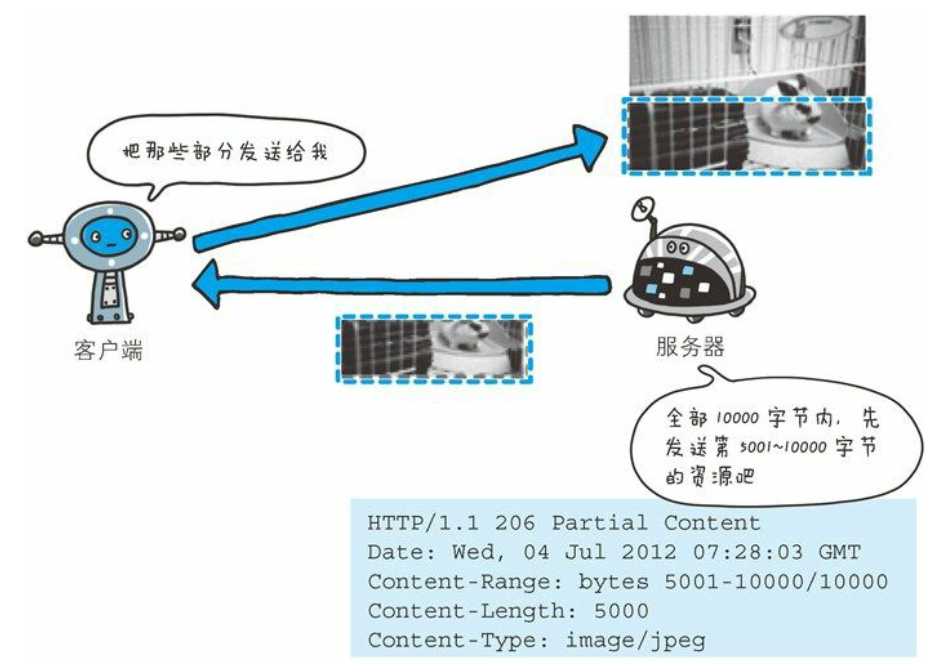 把那些部分发送给我
客户端
服务器
全部 10000 字节内，先
发送第 5001~10000 字节
的资源吧
HTTP/1.1 206 Partial Content
Date: Wed, 04 Jul 2012 07:28:03 GMT
Content-Range: bytes 5001-10000/10000
Content-Length: 5000
Content-Type: image/jpeg